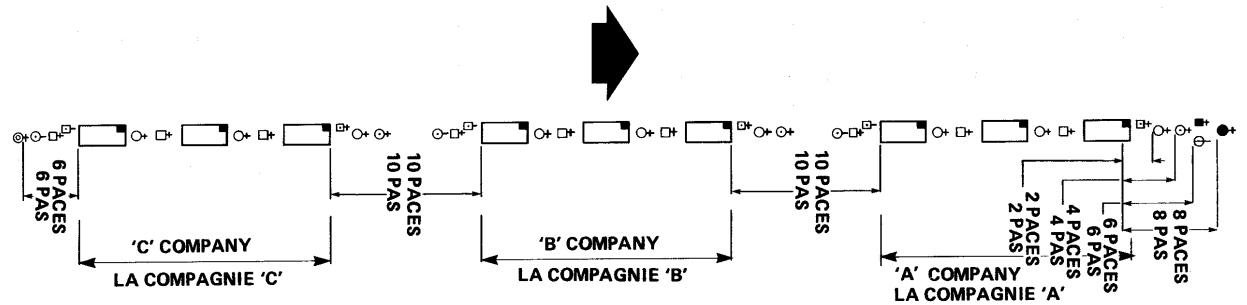 6 PACES
6 PAS
10 PACES
10 PAS
10 PACES
10 PAS
2 PACES
2 PAS
4 PACES
4 PAS
6 PACES
6 PAS
8 PACES
8 PAS
'C' COMPANY
LA COMPAGNIE 'C'
'B' COMPANY
LA COMPAGNIE 'B'
'A' COMPANY
LA COMPAGNIE 'A'